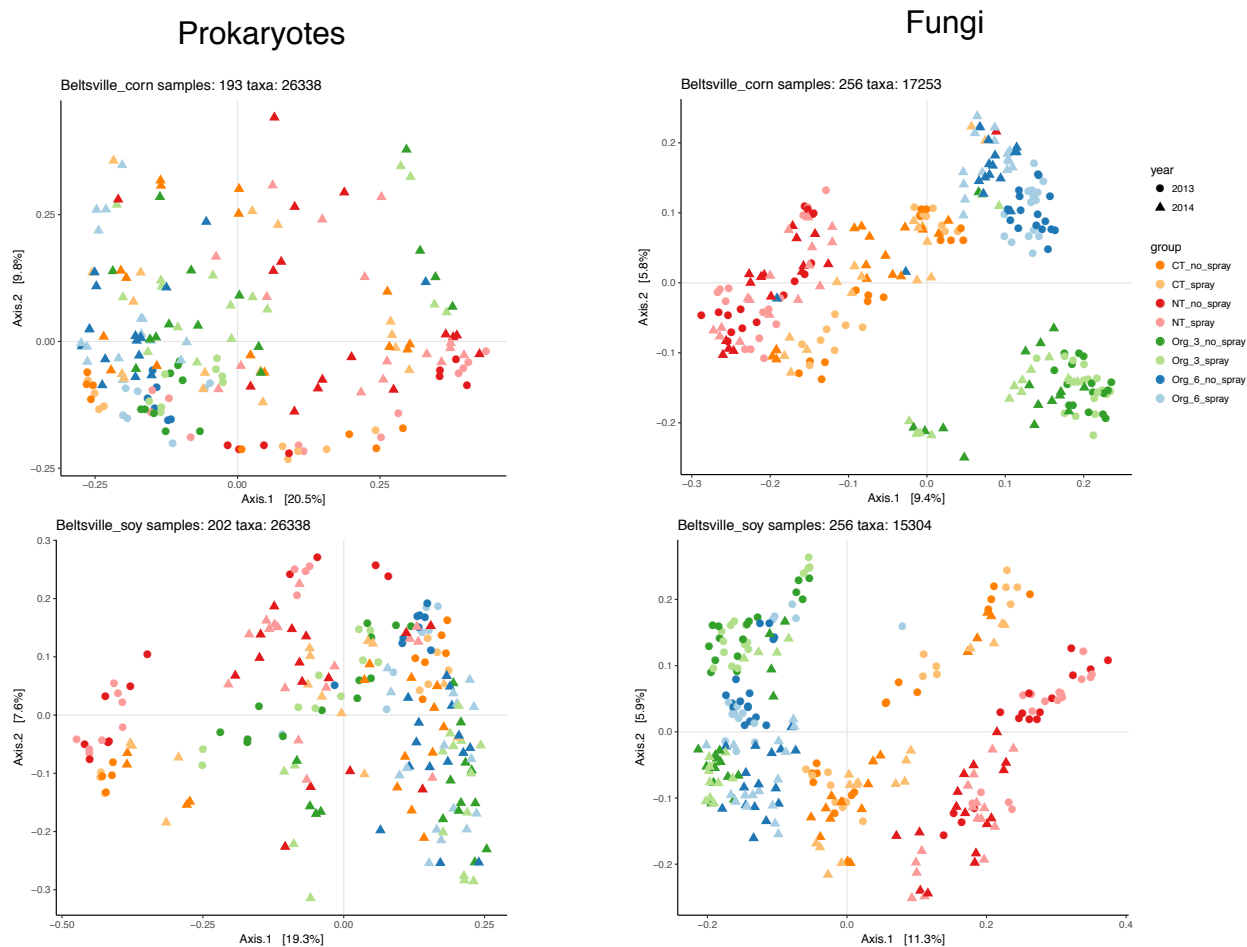 Prokaryotes
Fungi
Beltsville_corn samples: 193 taxa: 26338
0.25
0.00
−0.25
Axis.2 [9.8%]
−0.25
0.00
0.25
Axis.1 [20.5%]
Beltsville_corn samples: 256 taxa: 17253
0.2
0.1
0.0
−0.1
−0.2
Axis.2 [5.8%]
−0.3
−0.2
−0.1
0.0
0.1
0.2
Axis.1 [9.4%]
year
2013
2014
group
CT_no_spray
CT_spray
NT_no_spray
NT_spray
Org_3_no_spray
Org_3_spray
Org_6_no_spray
Org_6_spray
Beltsville_soy samples: 202 taxa: 26338
0.3
0.2
0.1
0.0
−0.1
−0.2
−0.3
Axis.2 [7.6%]
−0.50
−0.25
0.00
0.25
Axis.1 [19.3%]
Beltsville_soy samples: 256 taxa: 15304
0.2
0.1
0.0
−0.1
−0.2
Axis.2 [5.9%]
−0.2
0.0
0.2
0.4
Axis.1 [11.3%]